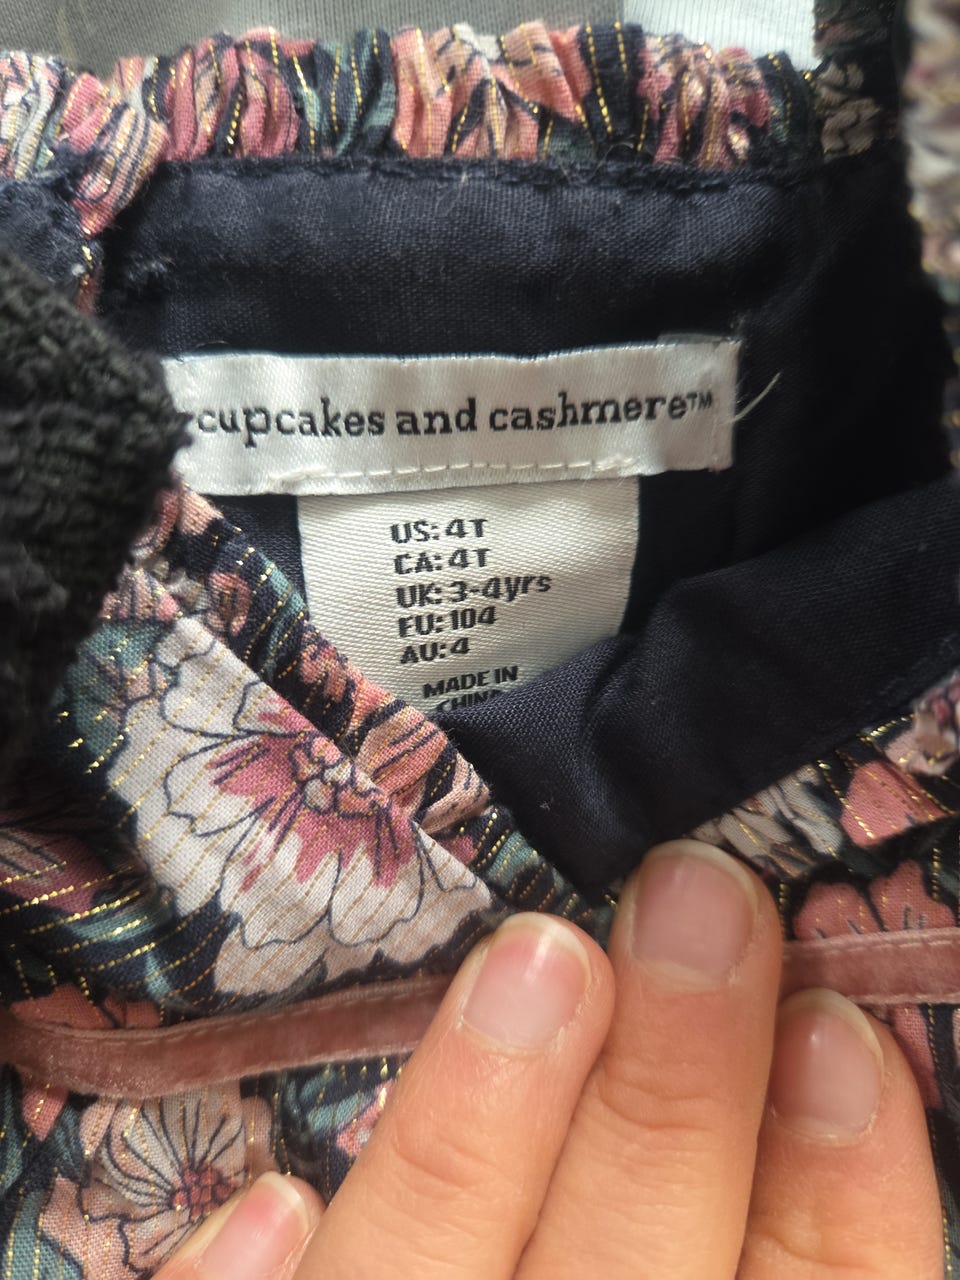 cupcakes and cashmere™
US: 4T
CA: 4T
UK: 3-4yrs
EU: 104
AU: 4
MADE IN